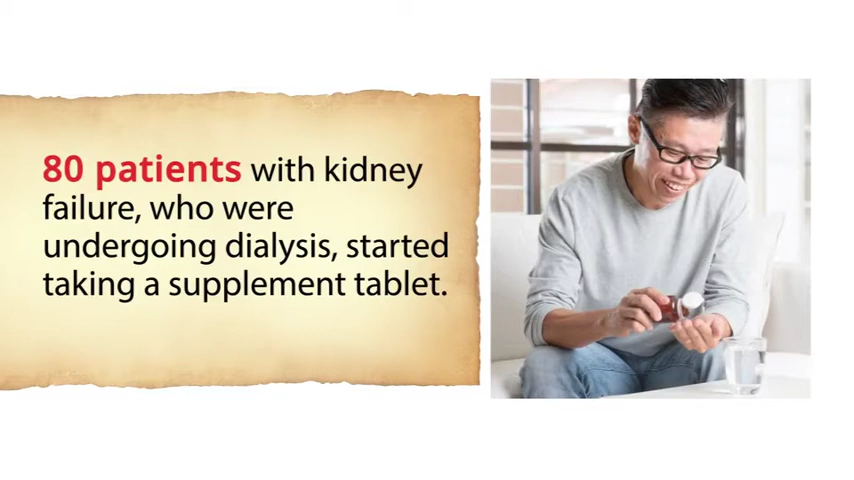 80 patients with kidney
failure, who were
undergoing dialysis, started
taking a supplement tablet.